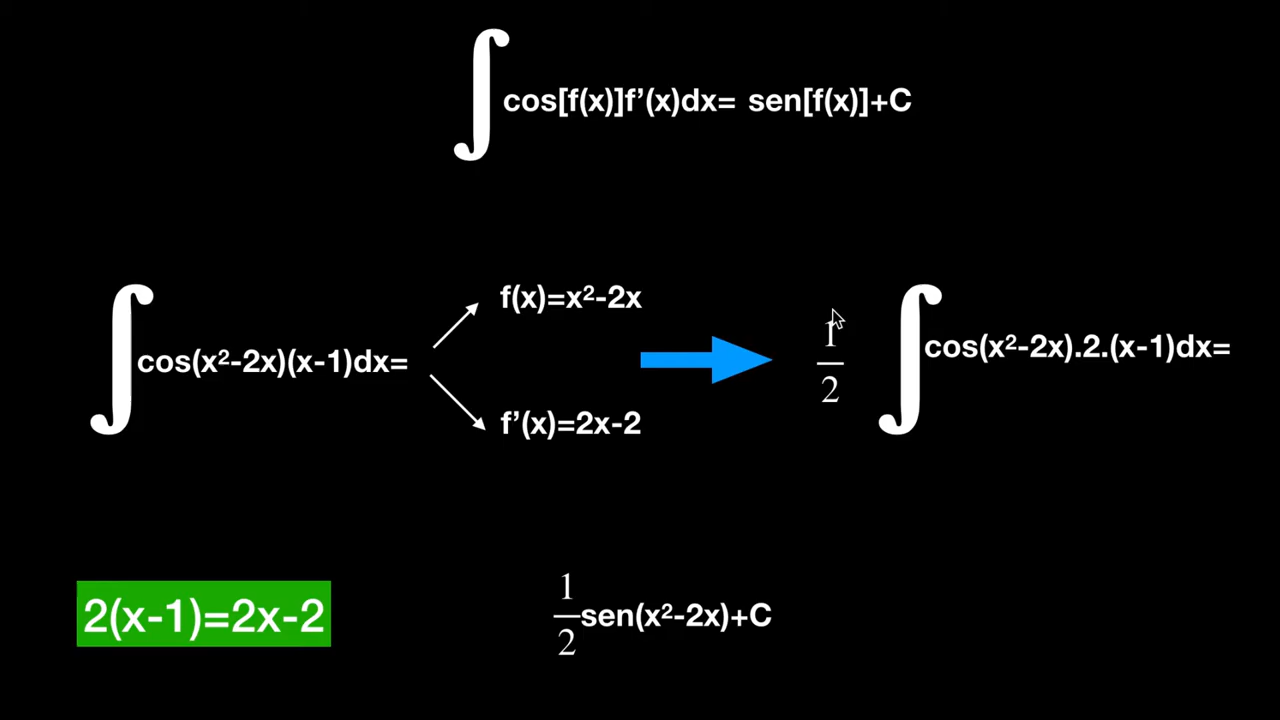 ∫cos[f(x)]f’(x)dx= sen[f(x)]+C
f(x)=x²-2x
∫cos(x²-2x)(x-1)dx=
1/2 ∫cos(x²-2x).2.(x-1)dx=
f’(x)=2x-2
2(x-1)=2x-2
1/2 sen(x²-2x)+C